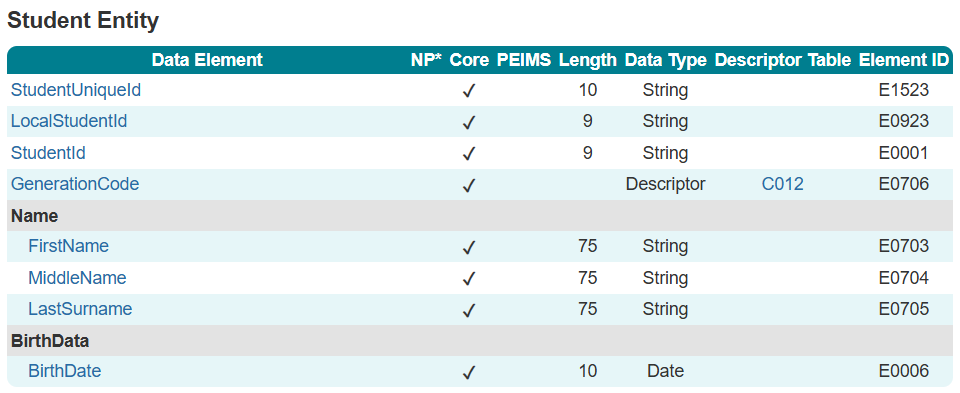 Student Entity
Data Element NP* Core PEIMS Length Data Type Descriptor Table Element ID
StudentUniqueId ✓ 10 String E1523
LocalStudentId ✓ 9 String E0923
StudentId ✓ 9 String E0001
GenerationCode ✓ Descriptor C012 E0706
Name
FirstName ✓ 75 String E0703
MiddleName ✓ 75 String E0704
LastSurname ✓ 75 String E0705
BirthData
BirthDate ✓ 10 Date E0006